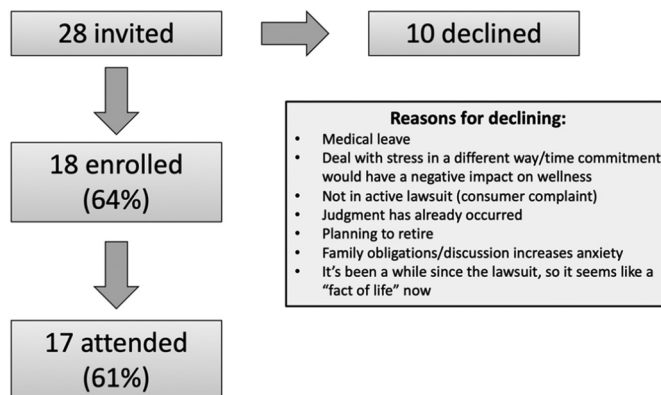 28 invited
10 declined
18 enrolled
(64%)
17 attended
(61%)
Reasons for declining:
• Medical leave
• Deal with stress in a different way/time commitment
would have a negative impact on wellness
• Not in active lawsuit (consumer complaint)
• Judgment has already occurred
• Planning to retire
• Family obligations/discussion increases anxiety
• It's been a while since the lawsuit, so it seems like a
"fact of life" now